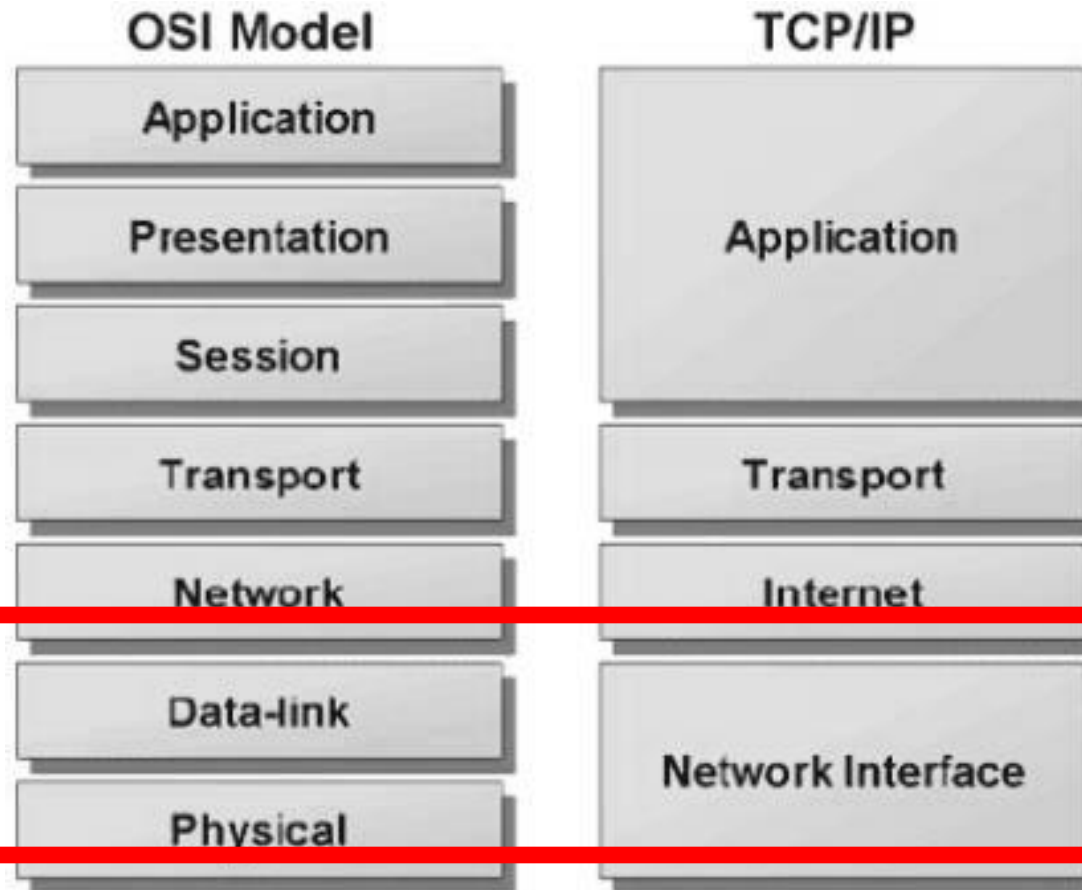 OSI Model
Application
Presentation
Session
Transport
Network
Data-link
Physical
TCP/IP
Application
Transport
Internet
Network Interface